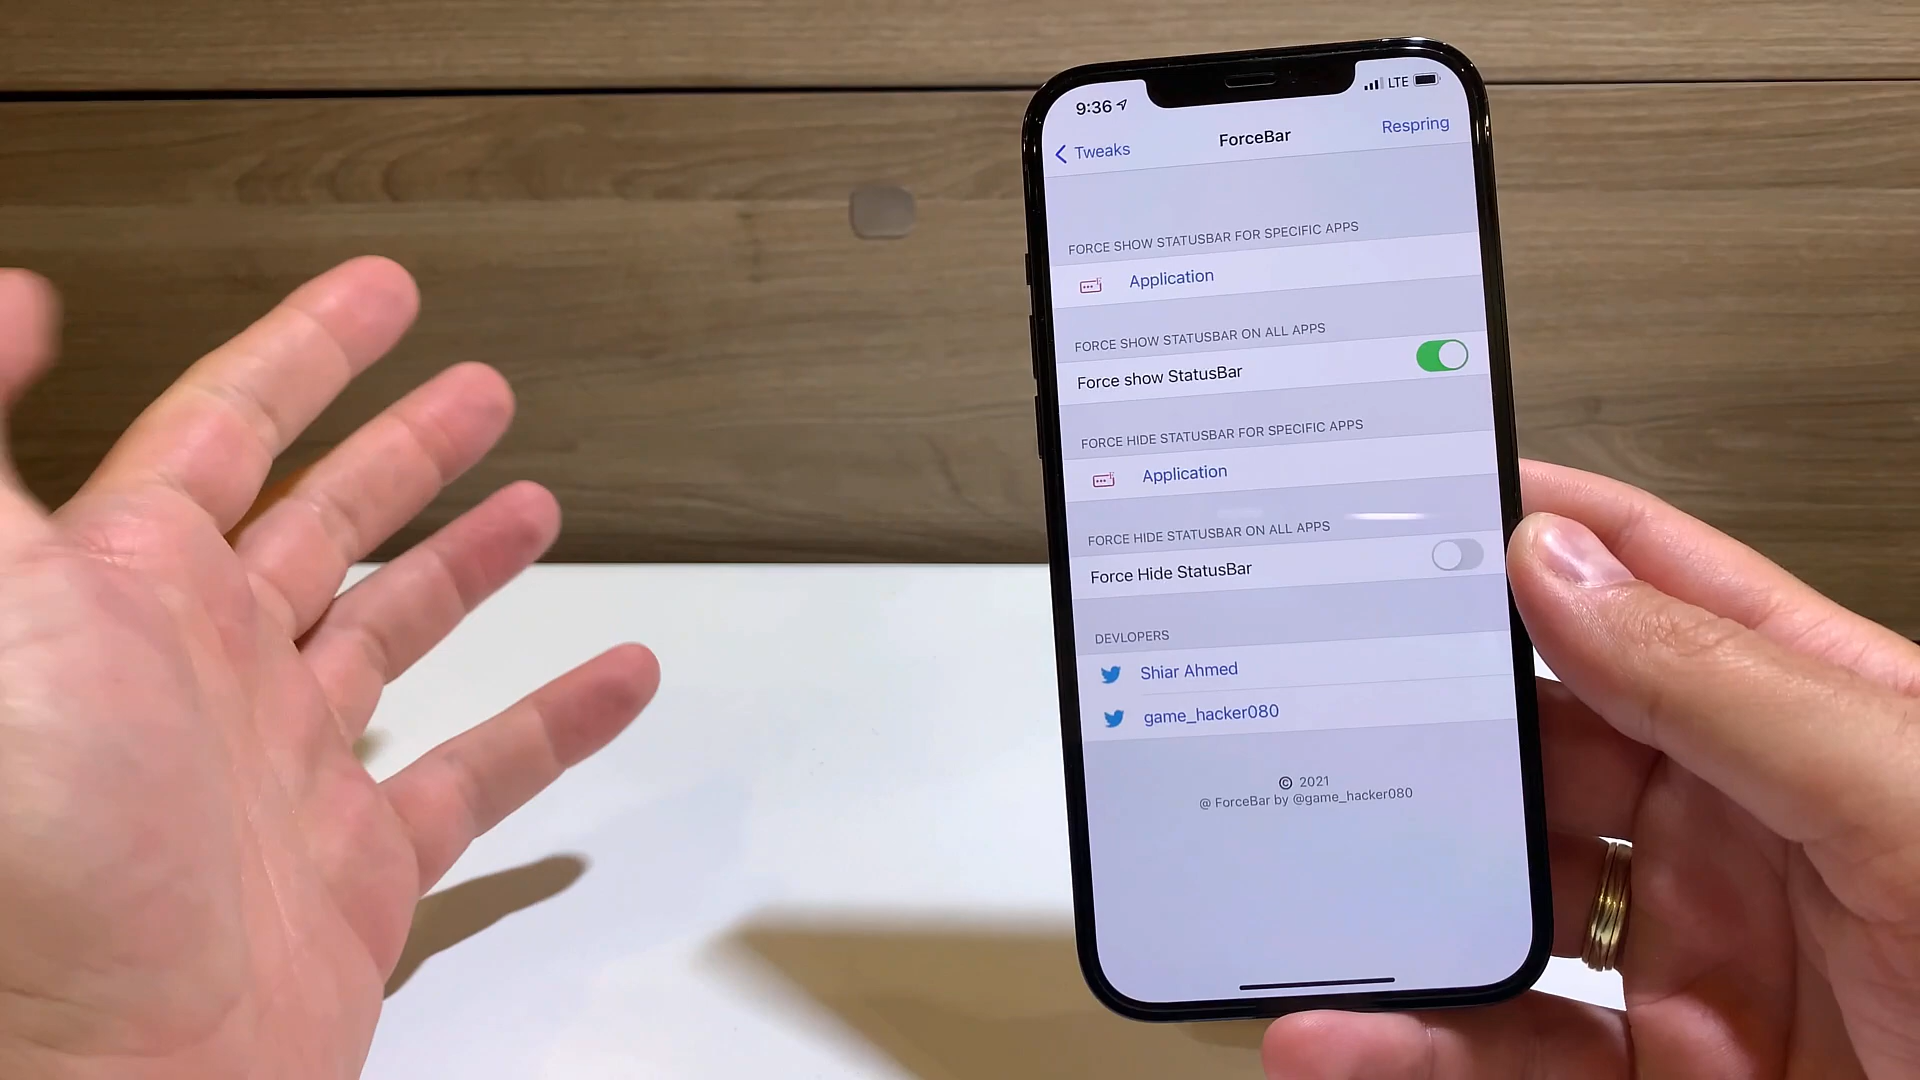 9:36
LTE
Tweaks
ForceBar
Respring
FORCE SHOW STATUSBAR FOR SPECIFIC APPS
Application
FORCE SHOW STATUSBAR ON ALL APPS
Force show StatusBar
FORCE HIDE STATUSBAR FOR SPECIFIC APPS
Application
FORCE HIDE STATUSBAR ON ALL APPS
Force Hide StatusBar
DEVLOPERS
Shiar Ahmed
game_hacker080
© 2021
@ ForceBar by @game_hacker080